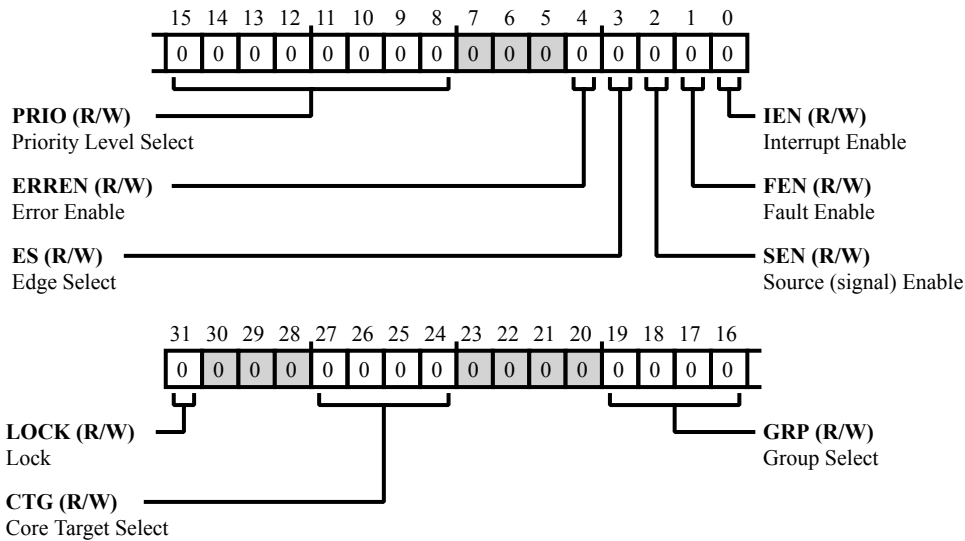 15 14 13 12 11 10 9 8 7 6 5 4 3 2 1 0
0 0 0 0 0 0 0 0 0 0 0 0 0 0 0 0
PRIO (R/W)
Priority Level Select
IEN (R/W)
Interrupt Enable
ERREN (R/W)
Error Enable
FEN (R/W)
Fault Enable
ES (R/W)
Edge Select
SEN (R/W)
Source (signal) Enable
31 30 29 28 27 26 25 24 23 22 21 20 19 18 17 16
0 0 0 0 0 0 0 0 0 0 0 0 0 0 0 0
LOCK (R/W)
Lock
GRP (R/W)
Group Select
CTG (R/W)
Core Target Select